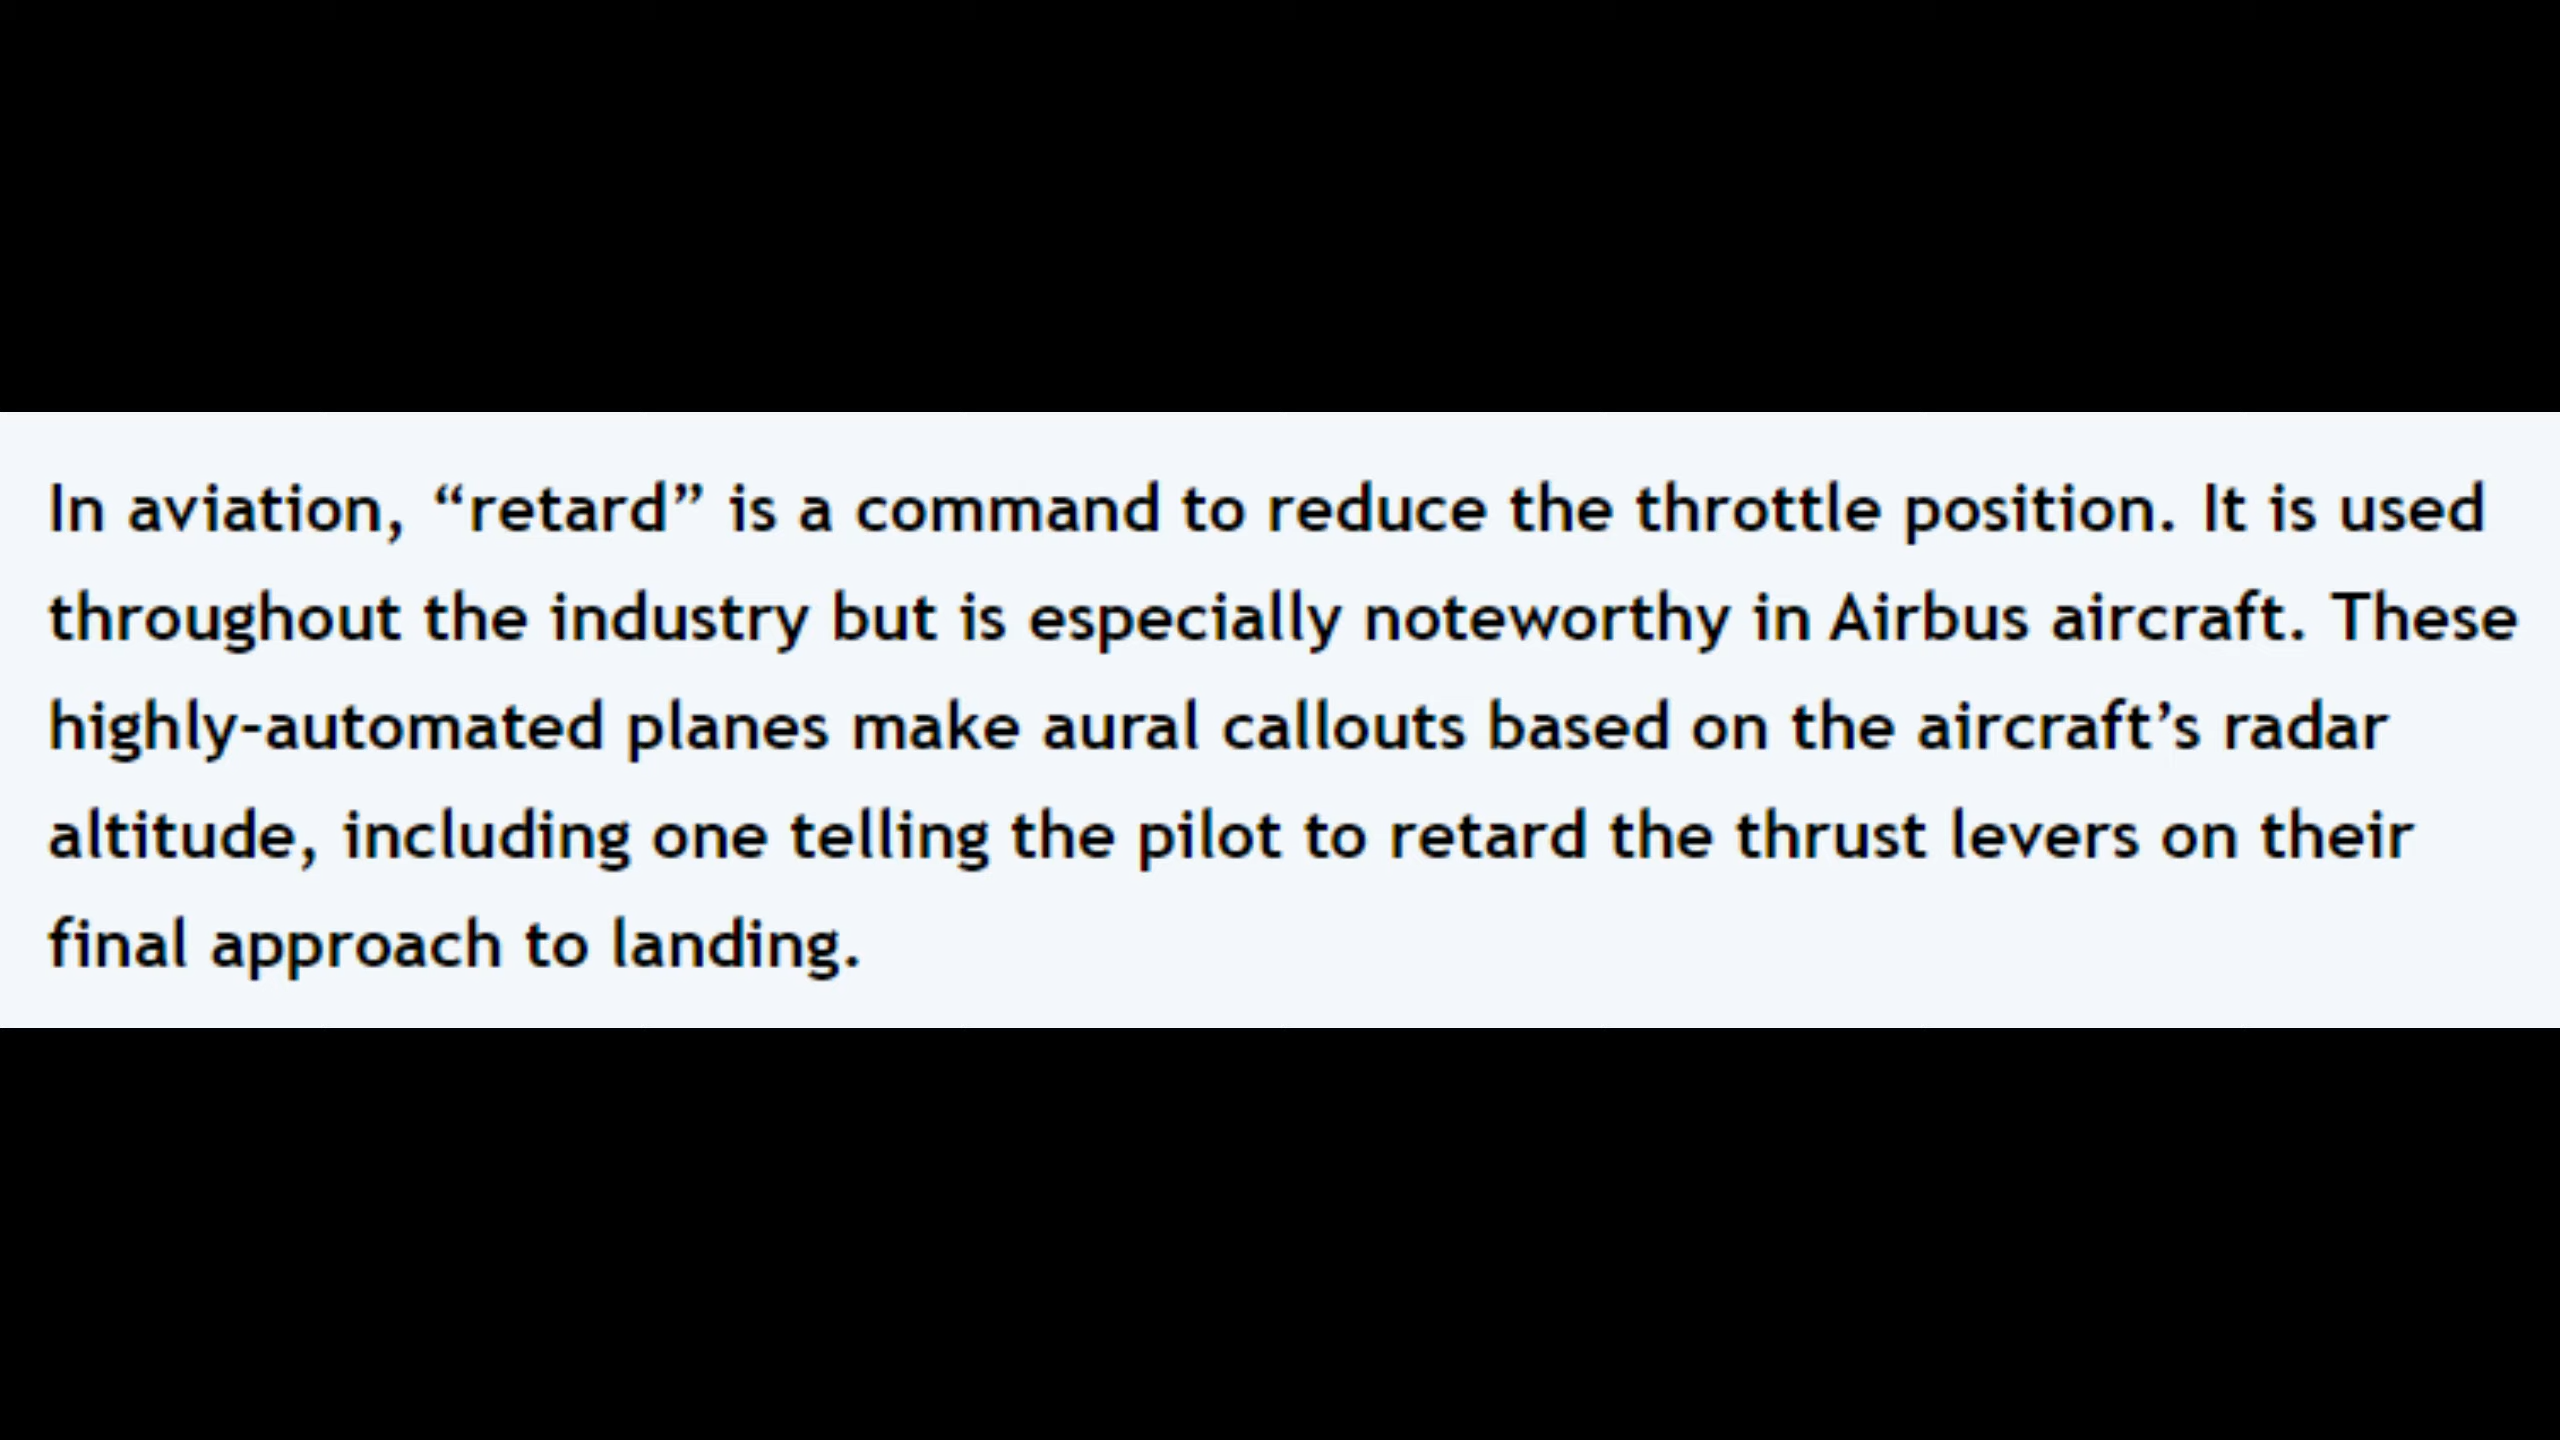 In aviation, “retard” is a command to reduce the throttle position. It is used
throughout the industry but is especially noteworthy in Airbus aircraft. These
highly-automated planes make aural callouts based on the aircraft’s radar
altitude, including one telling the pilot to retard the thrust levers on their
final approach to landing.